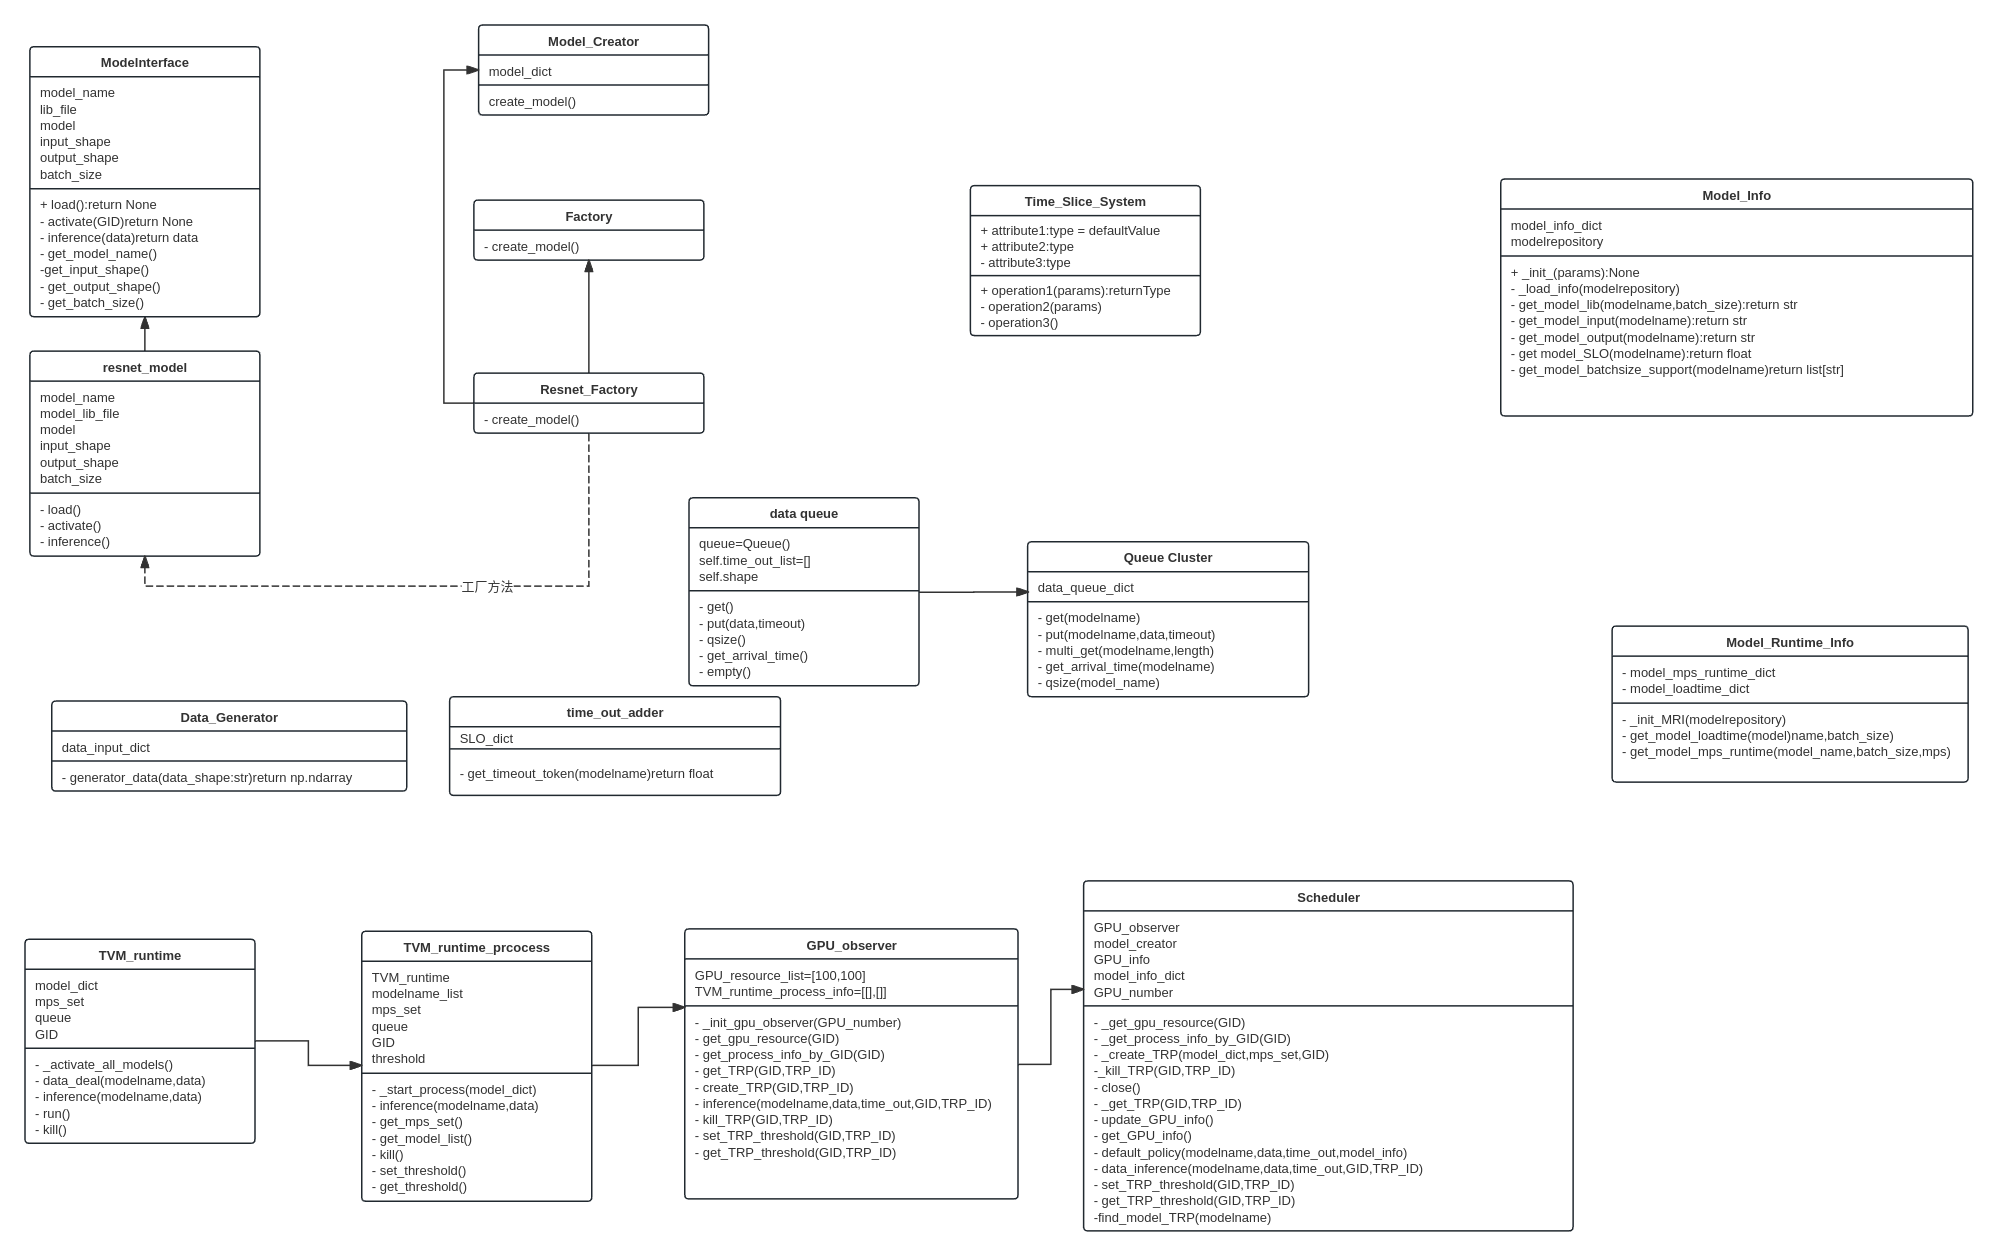 ModeInterface
model_name
lib_file
model
input_shape
output_shape
batch_size
+ load():return None
- activate(GID)return None
- inference(data)return data
- get_model_name()
-get_input_shape()
- get_output_shape()
- get_batch_size()
resnet_model
model_name
model_lib_file
model
input_shape
output_shape
batch_size
- load()
- activate()
- inference()
Model_Creator
model_dict
create_model()
Factory
- create_model()
Resnet_Factory
- create_model()
工厂方法
Time_Slice_System
+ attribute1:type = defaultValue
+ attribute2:type
- attribute3:type
+ operation1(params):returnType
- operation2(params)
- operation3()
Model_Info
model_info_dict
modelrepository
+ _init_(params):None
- _load_info(modelrepository)
- get_model_lib(modelname,batch_size):return str
- get_model_input(modelname):return str
- get_model_output(modelname):return str
- get model_SLO(modelname):return float
- get_model_batchsize_support(modelname)return list[str]
data queue
queue=Queue()
self.time_out_list=[]
self.shape
- get()
- put(data,timeout)
- qsize()
- get_arrival_time()
- empty()
Queue Cluster
data_queue_dict
- get(modelname)
- put(modelname,data,timeout)
- multi_get(modelname,length)
- get_arrival_time(modelname)
- qsize(model_name)
Model_Runtime_Info
- model_mps_runtime_dict
- model_loadtime_dict
- _init_MRI(modelrepository)
- get_model_loadtime(model)name,batch_size)
- get_model_mps_runtime(model_name,batch_size,mps)
Data_Generator
data_input_dict
- generator_data(data_shape:str)return np.ndarray
time_out_adder
SLO_dict
- get_timeout_token(modelname)return float
TVM_runtime
model_dict
mps_set
queue
GID
- _activate_all_models()
- data_deal(modelname,data)
- inference(modelname,data)
- run()
- kill()
TVM_runtime_prcocess
TVM_runtime
modelname_list
mps_set
queue
GID
threshold
- _start_process(model_dict)
- inference(modelname,data)
- get_mps_set()
- get_model_list()
- kill()
- set_threshold()
- get_threshold()
GPU_observer
GPU_resource_list=[100,100]
TVM_runtime_process_info=[[],[]]
- _init_gpu_observer(GPU_number)
- get_gpu_resource(GID)
- get_process_info_by_GID(GID)
- get_TRP(GID,TRP_ID)
- create_TRP(GID,TRP_ID)
- inference(modelname,data,time_out,GID,TRP_ID)
- kill_TRP(GID,TRP_ID)
- set_TRP_threshold(GID,TRP_ID)
- get_TRP_threshold(GID,TRP_ID)
Scheduler
GPU_observer
model_creator
GPU_info
model_info_dict
GPU_number
- _get_gpu_resource(GID)
- _get_process_info_by_GID(GID)
- _create_TRP(model_dict,mps_set,GID)
-_kill_TRP(GID,TRP_ID)
- close()
- _get_TRP(GID,TRP_ID)
- update_GPU_info()
- get_GPU_info()
- default_policy(modelname,data,time_out,model_info)
- data_inference(modelname,data,time_out,GID,TRP_ID)
- set_TRP_threshold(GID,TRP_ID)
- get_TRP_threshold(GID,TRP_ID)
-find_model_TRP(modelname)